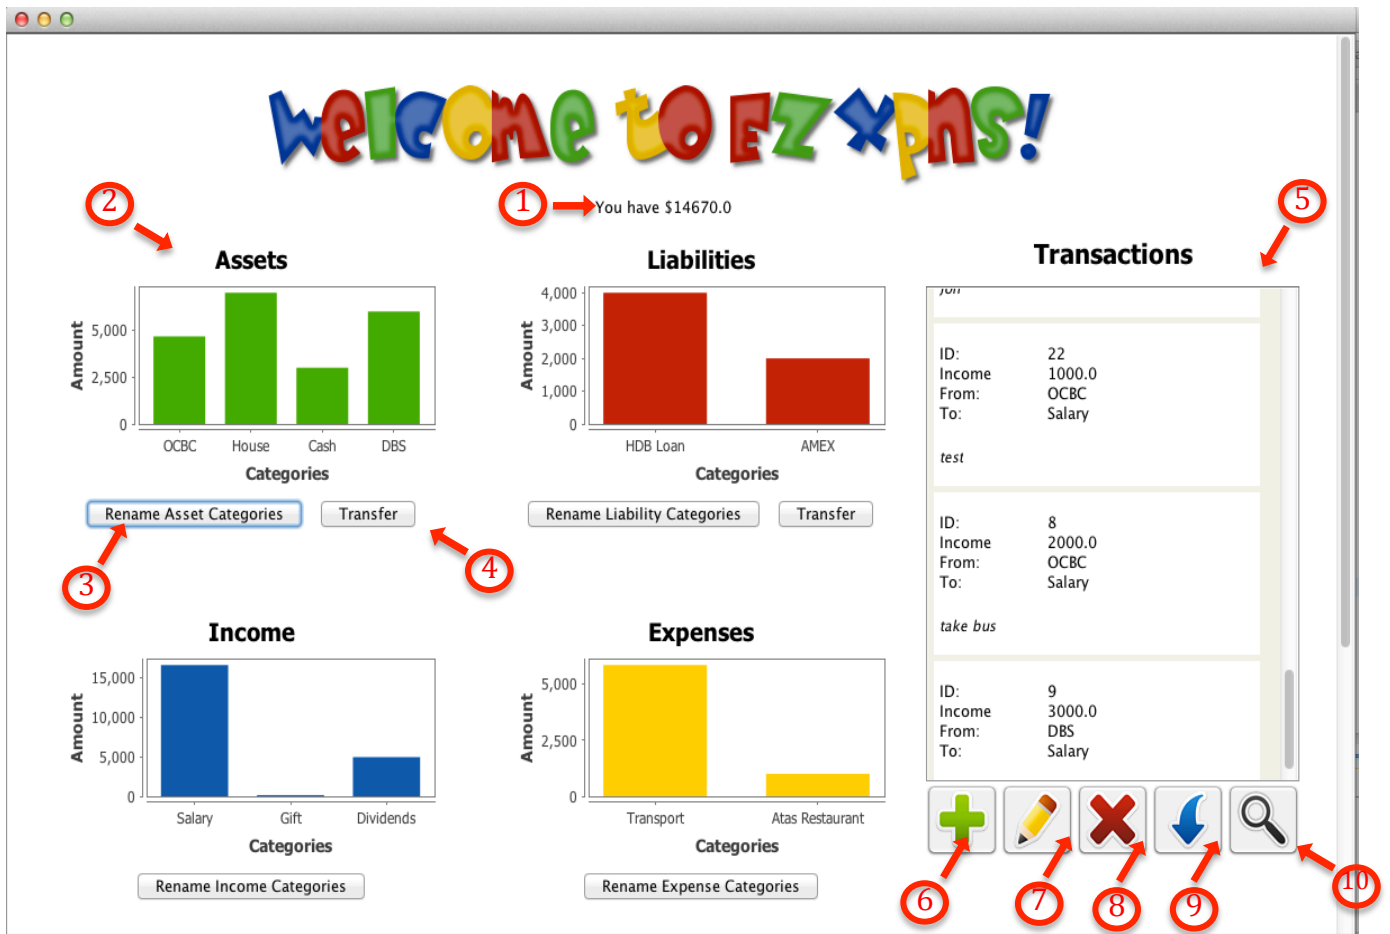 welcome to EZ xpns!
1
You have $14670.0
2
Assets
Amount
5,000
2,500
0
OCBC House Cash DBS
Categories
Rename Asset Categories Transfer
3
4
Liabilities
Amount
4,000
3,000
2,000
1,000
0
HDB Loan AMEX
Categories
Rename Liability Categories Transfer
Income
Amount
15,000
10,000
5,000
0
Salary Gift Dividends
Categories
Rename Income Categories
Expenses
Amount
5,000
2,500
0
Transport Atas Restaurant
Categories
Rename Expense Categories
5
Transactions
ID: 22
Income 1000.0
From: OCBC
To: Salary
test
ID: 8
Income 2000.0
From: OCBC
To: Salary
take bus
ID: 9
Income 3000.0
From: DBS
To: Salary
6
7
8
9
10